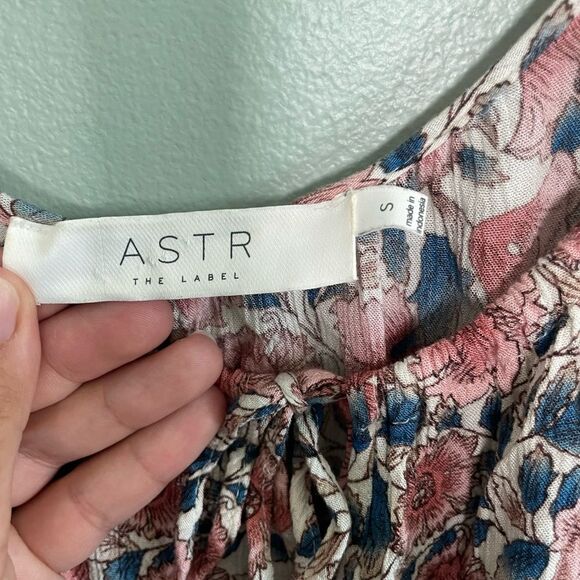 ASTR
THE LABEL
S
made in
indonesia